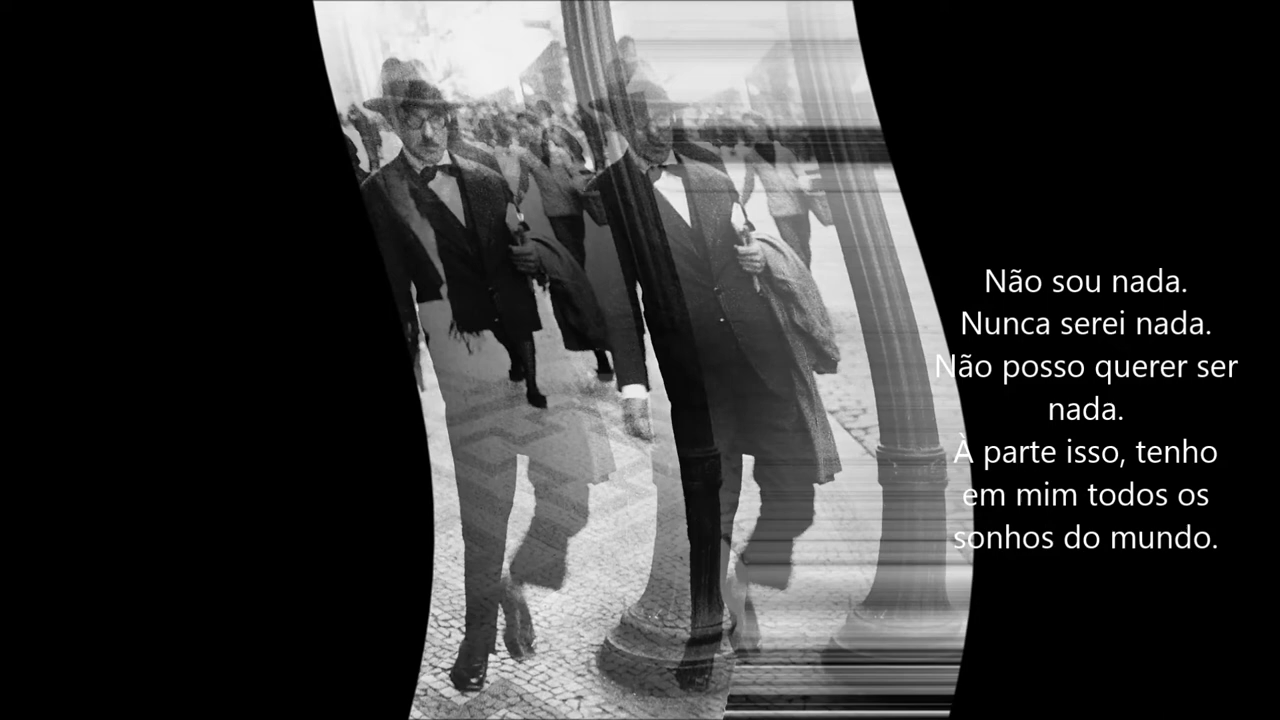 Não sou nada.
Nunca serei nada.
Não posso querer ser
nada.
À parte isso, tenho
em mim todos os
sonhos do mundo.